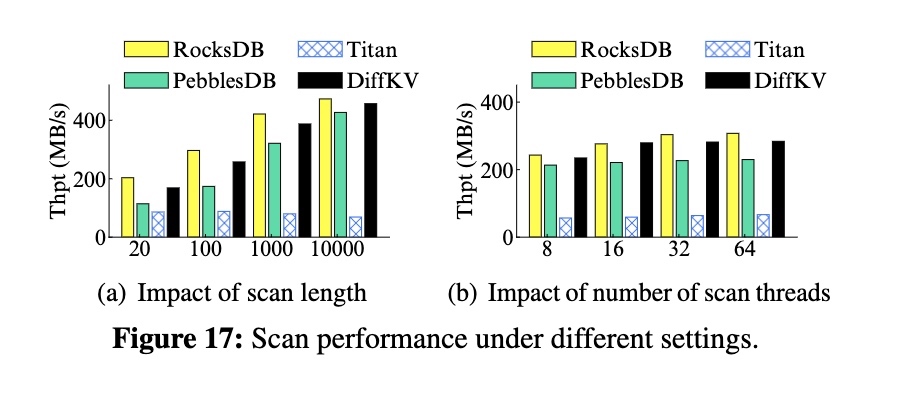 RocksDB Titan
PebblesDB DiffKV
Thpt (MB/s)
400
200
0
20 100 1000 10000
(a) Impact of scan length
RocksDB Titan
PebblesDB DiffKV
Thpt (MB/s)
400
200
0
8 16 32 64
(b) Impact of number of scan threads
Figure 17: Scan performance under different settings.